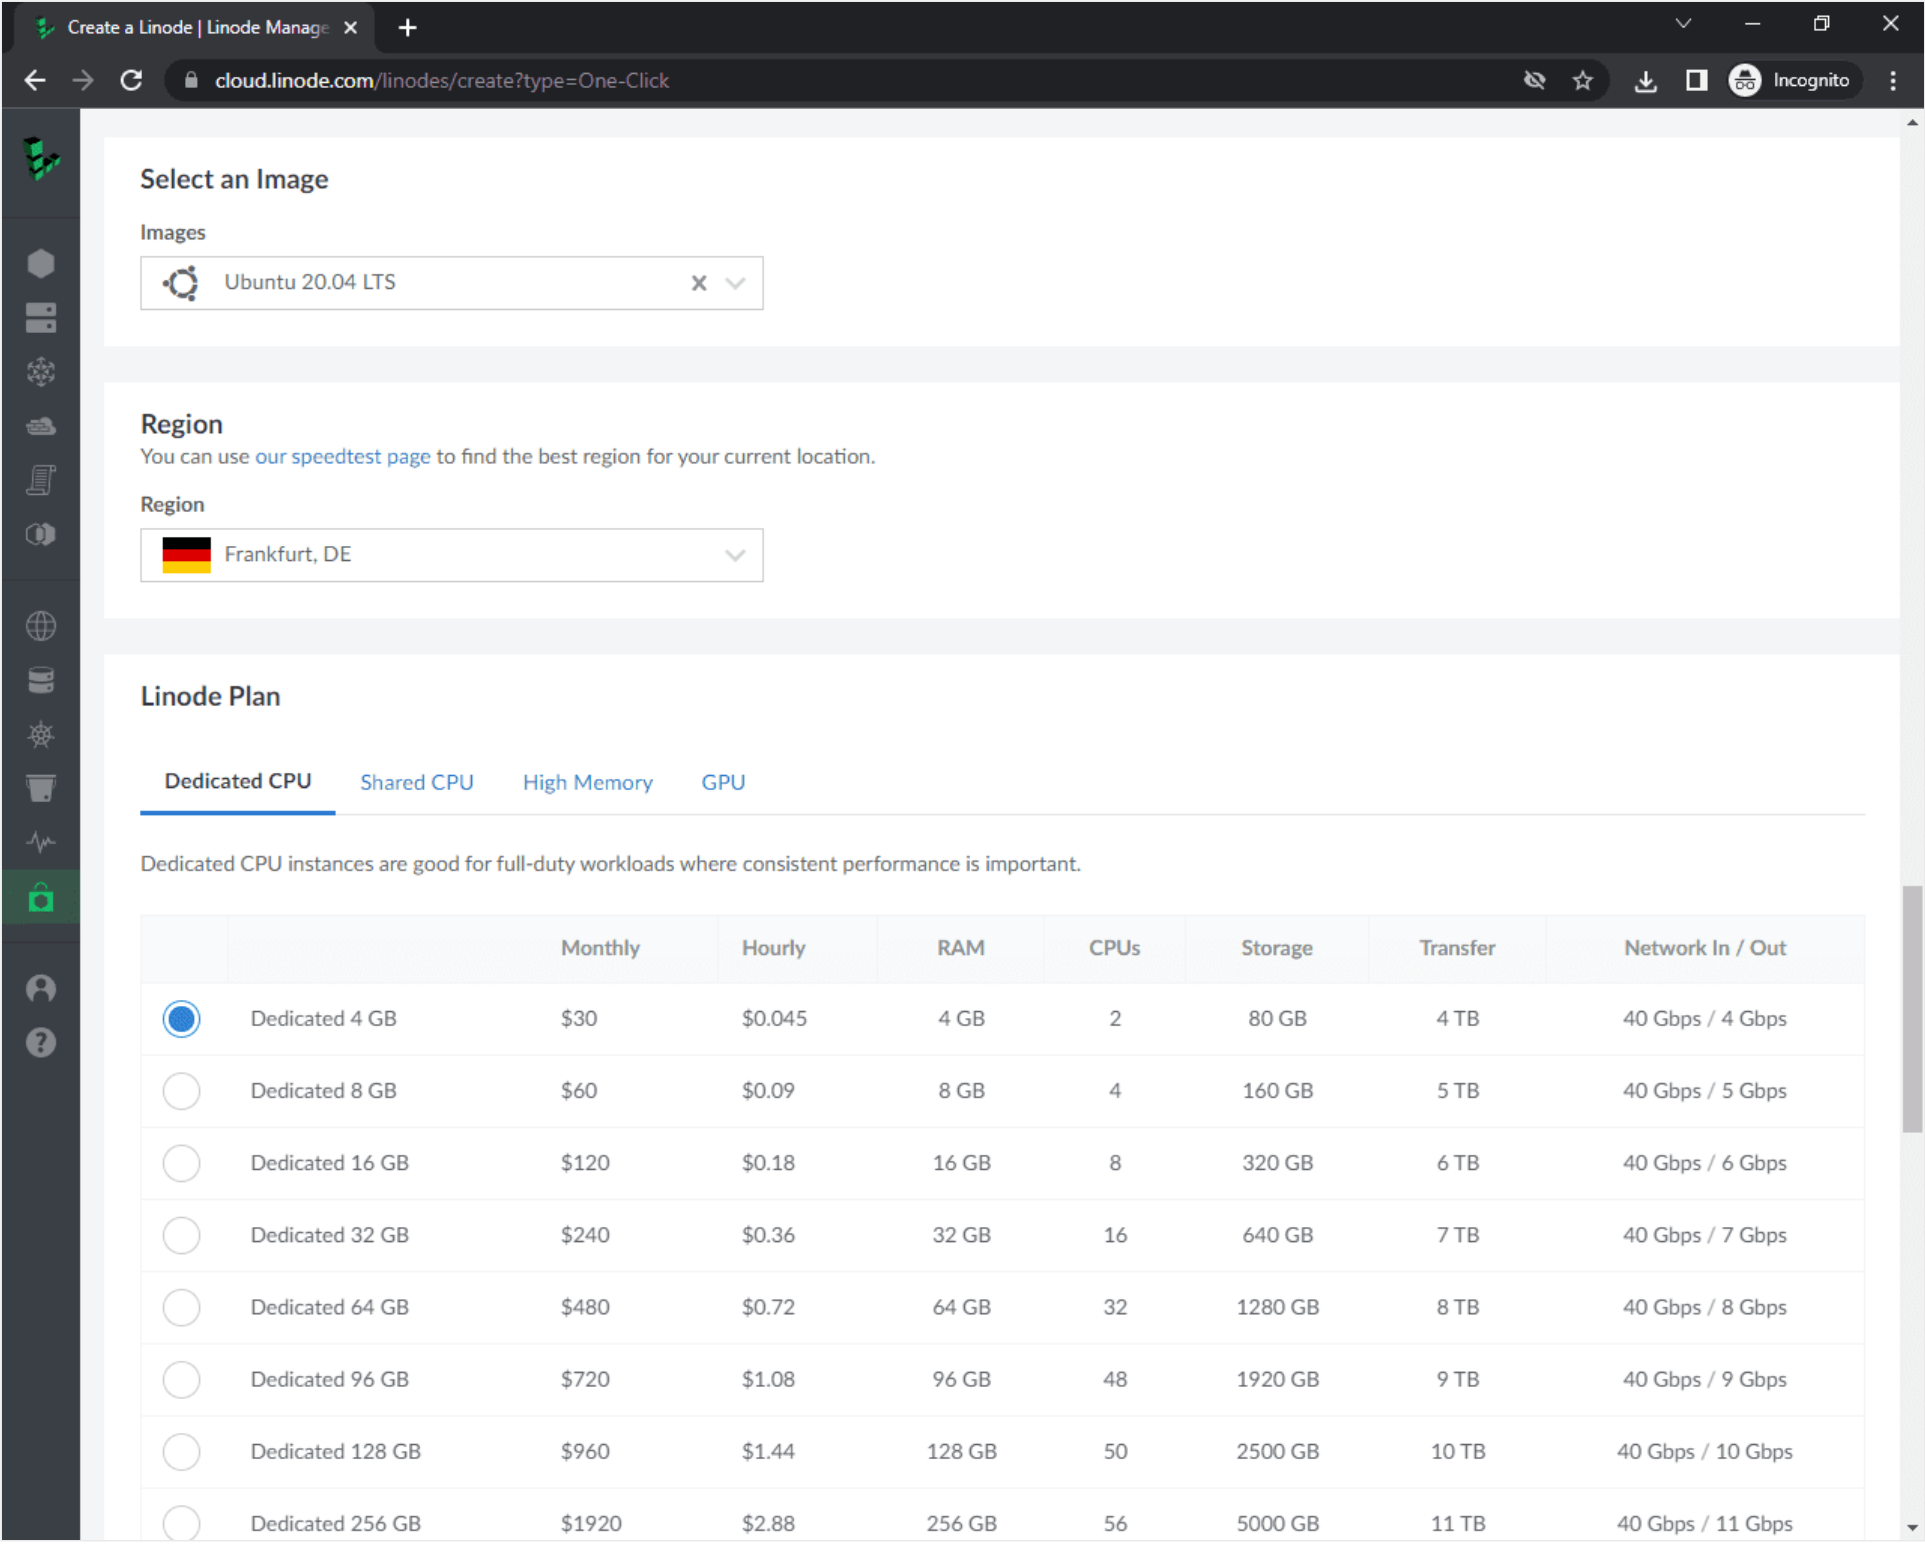 Create a Linode | Linode Manage
cloud.linode.com/linodes/create?type=One-Click
Incognito
Select an Image
Images
Ubuntu 20.04 LTS
Region
You can use our speedtest page to find the best region for your current location.
Region
Frankfurt, DE
Linode Plan
Dedicated CPU Shared CPU High Memory GPU
Dedicated CPU instances are good for full-duty workloads where consistent performance is important.
Monthly Hourly RAM CPUs Storage Transfer Network In / Out
Dedicated 4 GB $30 $0.045 4 GB 2 80 GB 4 TB 40 Gbps / 4 Gbps
Dedicated 8 GB $60 $0.09 8 GB 4 160 GB 5 TB 40 Gbps / 5 Gbps
Dedicated 16 GB $120 $0.18 16 GB 8 320 GB 6 TB 40 Gbps / 6 Gbps
Dedicated 32 GB $240 $0.36 32 GB 16 640 GB 7 TB 40 Gbps / 7 Gbps
Dedicated 64 GB $480 $0.72 64 GB 32 1280 GB 8 TB 40 Gbps / 8 Gbps
Dedicated 96 GB $720 $1.08 96 GB 48 1920 GB 9 TB 40 Gbps / 9 Gbps
Dedicated 128 GB $960 $1.44 128 GB 50 2500 GB 10 TB 40 Gbps / 10 Gbps
Dedicated 256 GB $1920 $2.88 256 GB 56 5000 GB 11 TB 40 Gbps / 11 Gbps